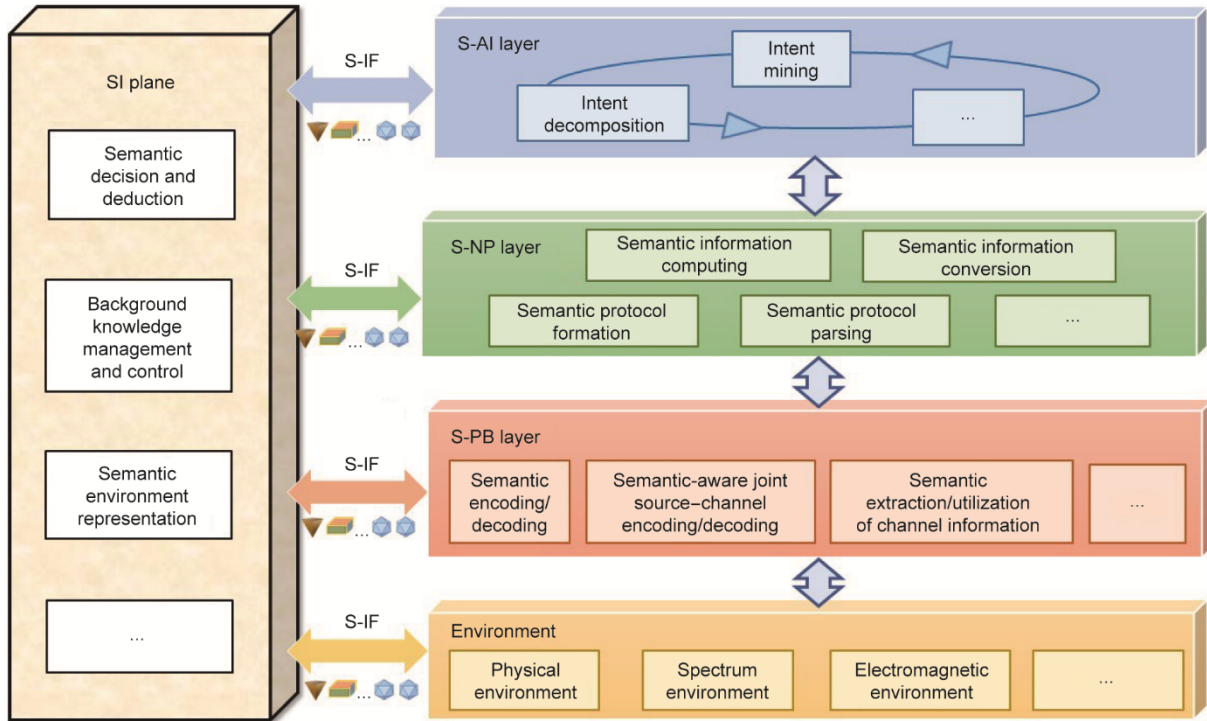 SI plane
Semantic
decision and
deduction
Background
knowledge
management
and control
Semantic
environment
representation
...
S-IF
...
S-IF
...
S-IF
...
S-IF
...
S-AI layer
Intent
mining
Intent
decomposition
...
S-NP layer
Semantic information
computing
Semantic information
conversion
Semantic protocol
formation
Semantic protocol
parsing
...
S-PB layer
Semantic
encoding/
decoding
Semantic-aware joint
source–channel
encoding/decoding
Semantic
extraction/utilization
of channel information
...
Environment
Physical
environment
Spectrum
environment
Electromagnetic
environment
...